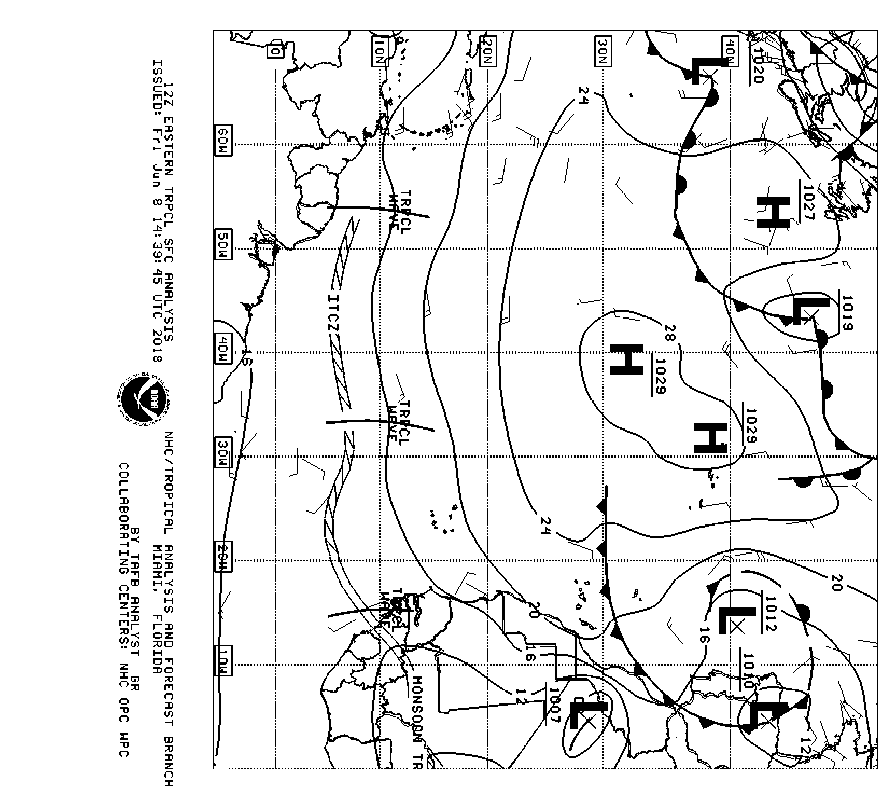 1019
20
1027
L
12
H
1012
L
1020
1029
1010
40N
L
L
H
16
28
1029
H
30N
L
24
1007
24
20
16
12
20N
MONSOON TR
TRPCL
WAVE
TRPCL
WAVE
TRPCL
WAVE
10N
ITCZ
16
60W
50W
40W
30W
20W
10W
12Z EASTERN TRPCL SFC ANALYSIS
ISSUED: Fri Jun 8 14:39:45 UTC 2018
NOAA
NHC/TROPICAL ANALYSIS AND FORECAST BRANCH
MIAMI, FLORIDA
BY TAFB ANALYST GR
COLLABORATING CENTERS: NHC OPC WPC